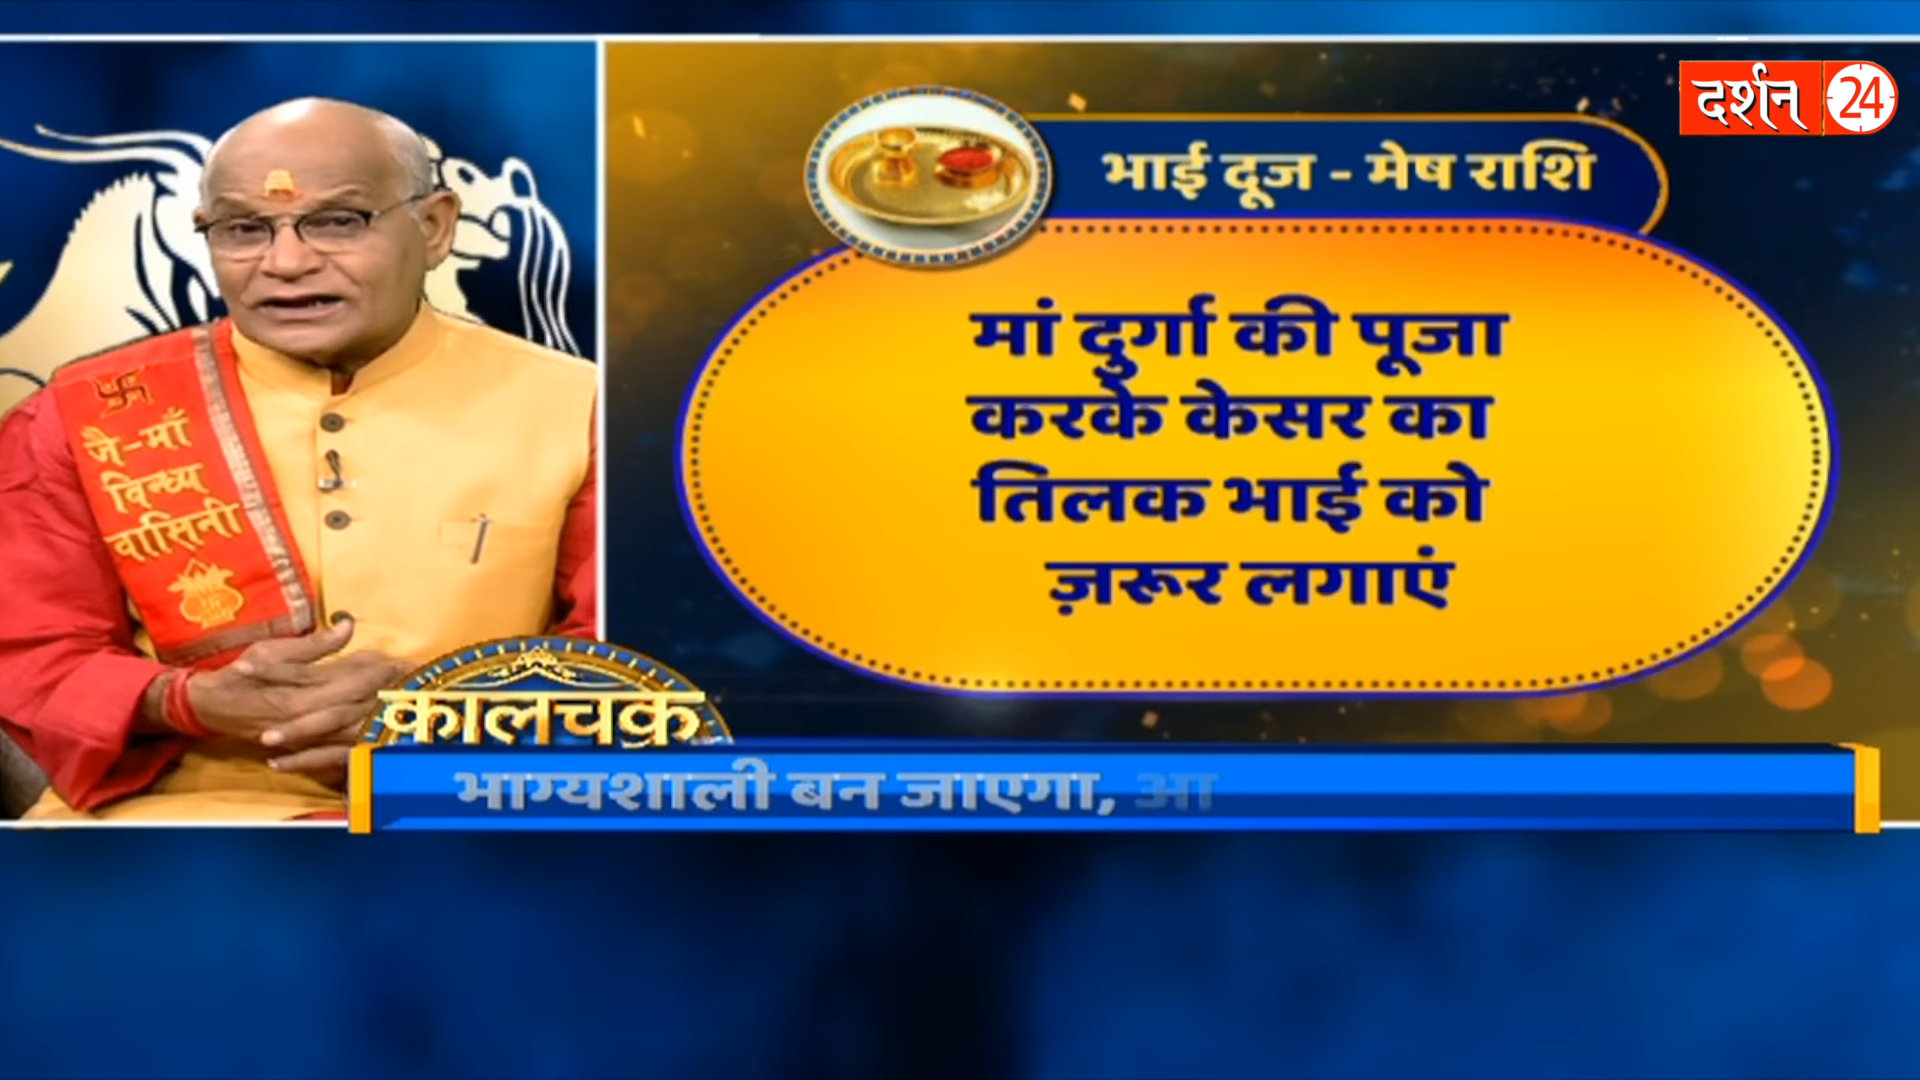 दर्शन 24
भाई दूज - मेष राशि
मां दुर्गा की पूजा
करके केसर का
तिलक भाई को
ज़रूर लगाएं
जै-माँ
विन्ध्य
वासिनी
कालचक्र
भाग्यशाली बन जाएगा, आ